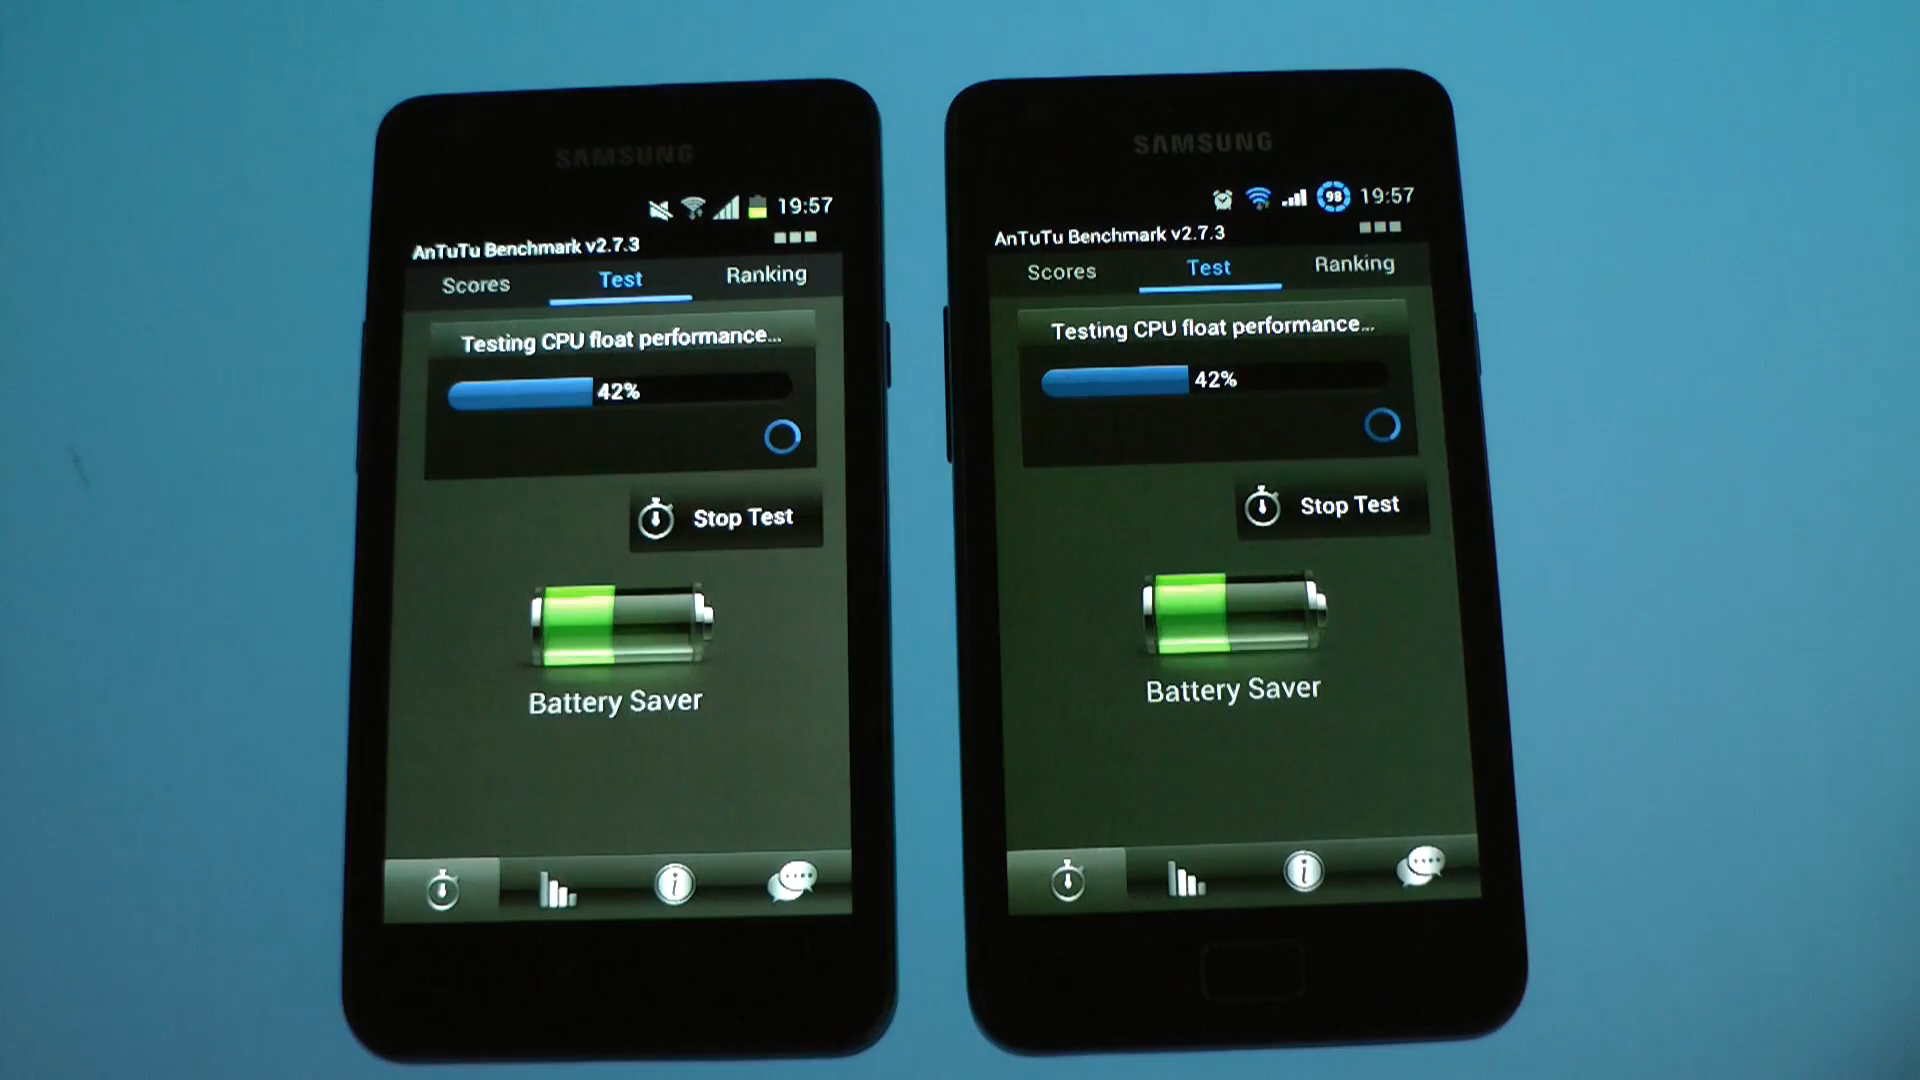 SAMSUNG
19:57
AnTuTu Benchmark v2.7.3
Scores Test Ranking
Testing CPU float performance...
42%
Stop Test
Battery Saver
SAMSUNG
98 19:57
AnTuTu Benchmark v2.7.3
Scores Test Ranking
Testing CPU float performance...
42%
Stop Test
Battery Saver